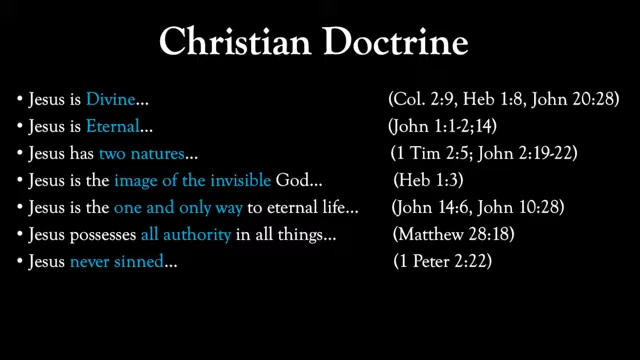 Christian Doctrine
• Jesus is Divine... (Col. 2:9, Heb 1:8, John 20:28)
• Jesus is Eternal... (John 1:1-2;14)
• Jesus has two natures... (1 Tim 2:5; John 2:19-22)
• Jesus is the image of the invisible God... (Heb 1:3)
• Jesus is the one and only way to eternal life... (John 14:6, John 10:28)
• Jesus possesses all authority in all things... (Matthew 28:18)
• Jesus never sinned... (1 Peter 2:22)